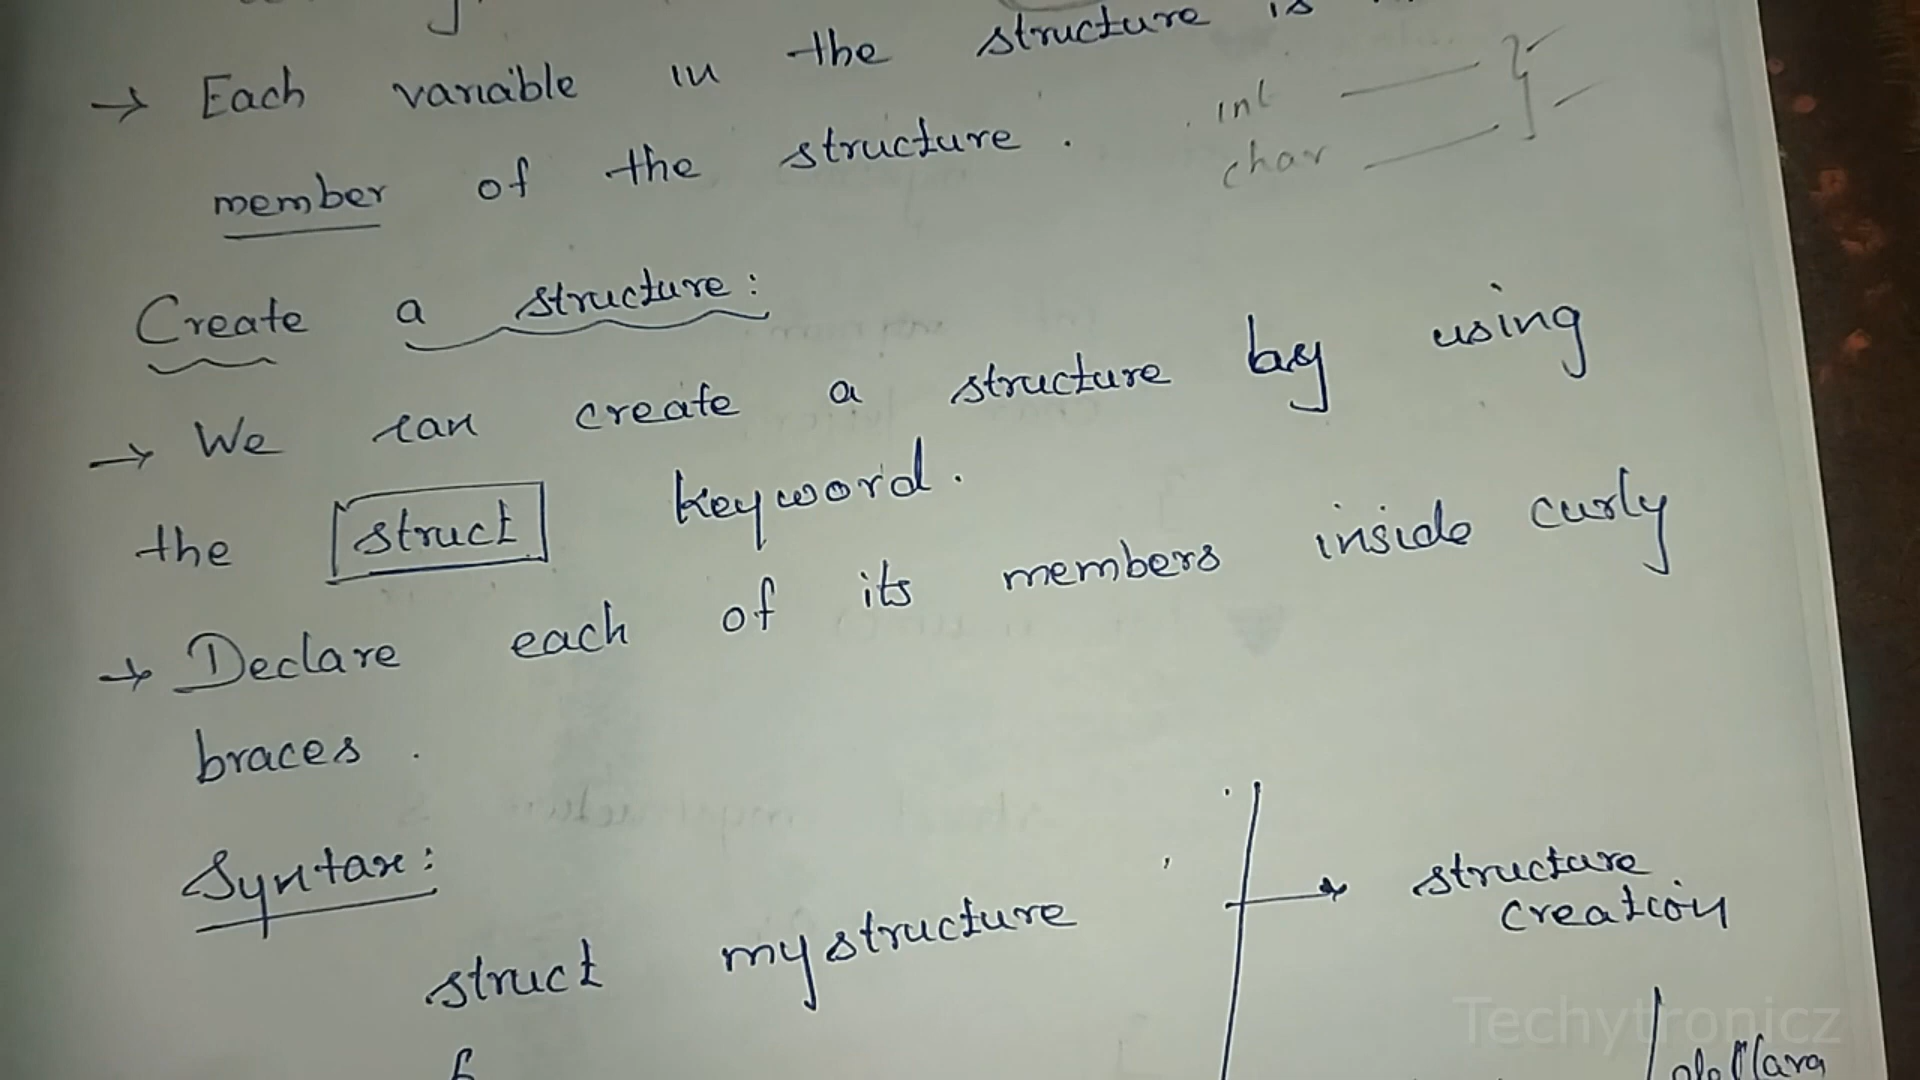 → Each variable in the structure is
member of the structure.
int
char
Create a structure:
→ We can create a structure by using
the struct keyword.
→ Declare each of its members inside curly
braces.
Syntax:
struct mystructure
{
→ structure
creation
Techytronicz